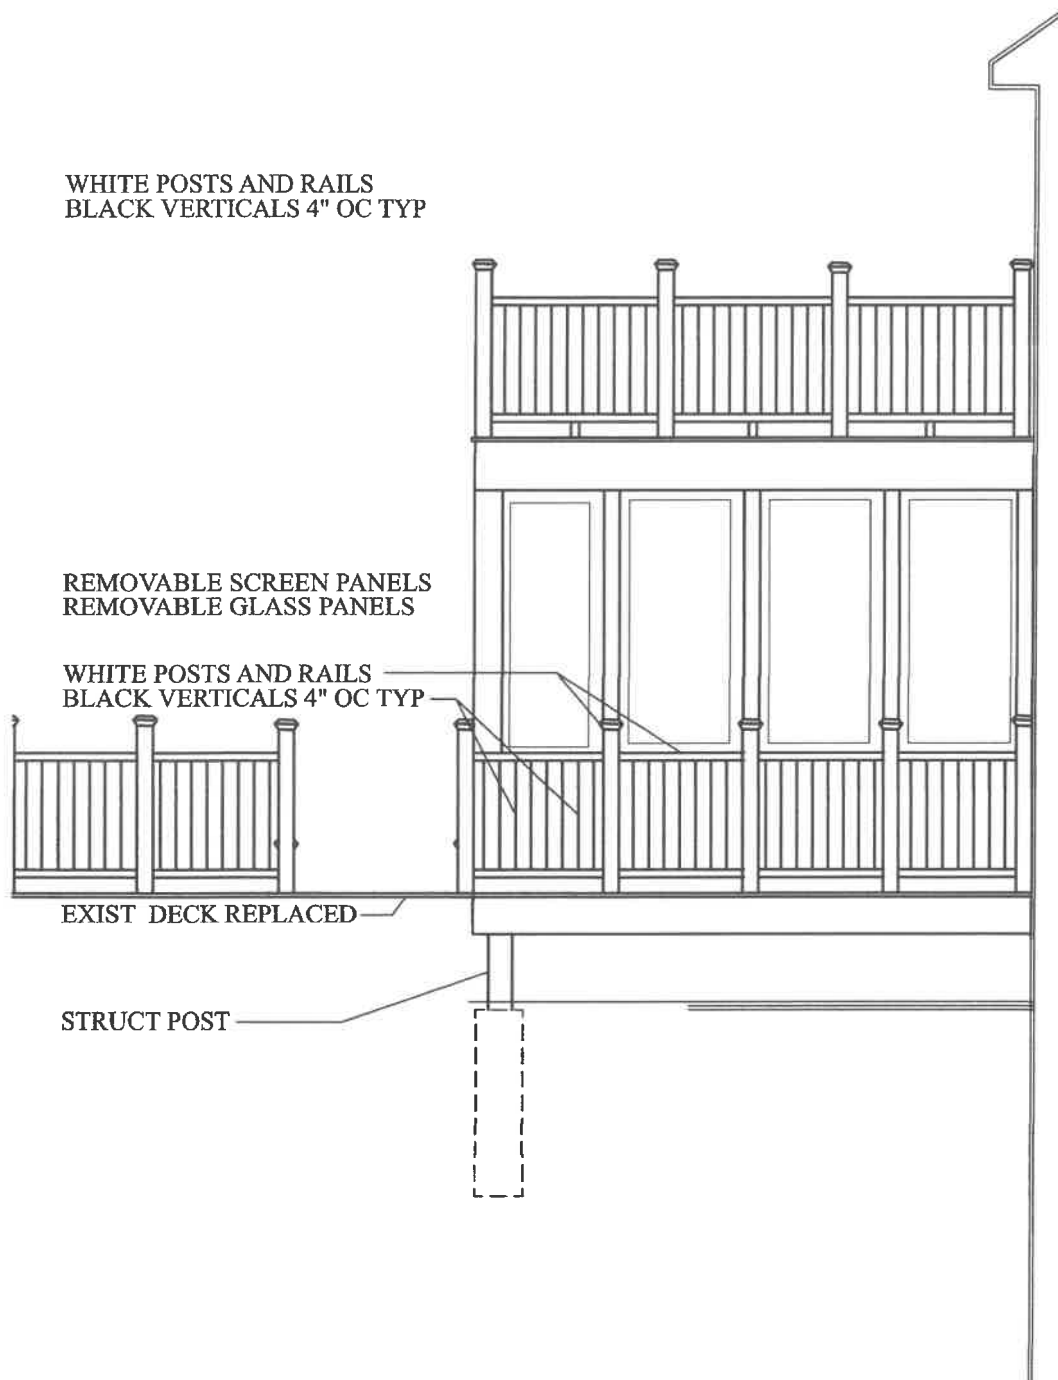 WHITE POSTS AND RAILS
BLACK VERTICALS 4" OC TYP
REMOVABLE SCREEN PANELS
REMOVABLE GLASS PANELS
WHITE POSTS AND RAILS
BLACK VERTICALS 4" OC TYP
EXIST DECK REPLACED
STRUCT POST